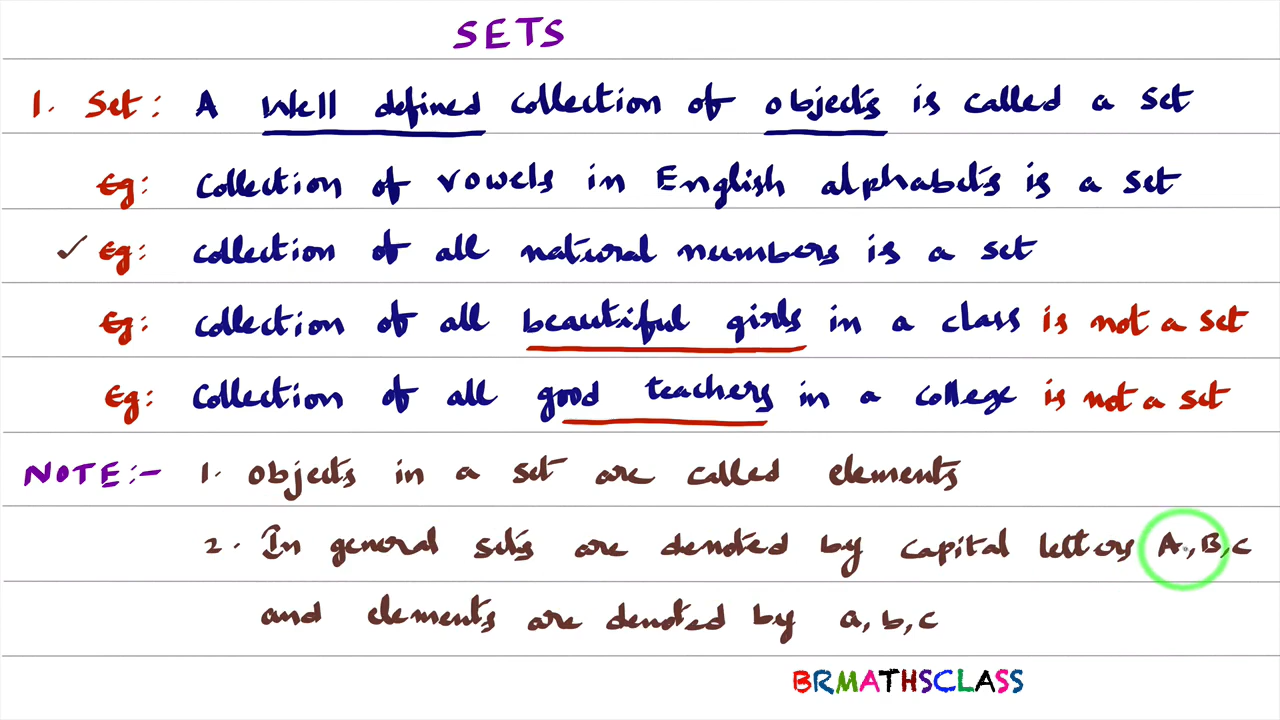 SETS
1. Set: A Well defined collection of objects is called a set
Eg: Collection of vowels in English alphabets is a set
✓ Eg: Collection of all natural numbers is a set
Eg: Collection of all beautiful girls in a class is not a set
Eg: Collection of all good teachers in a college is not a set
NOTE:- 1. Objects in a set are called elements
2. In general sets are denoted by capital letters A, B, C
and elements are denoted by a, b, c
BRMATHSCLASS